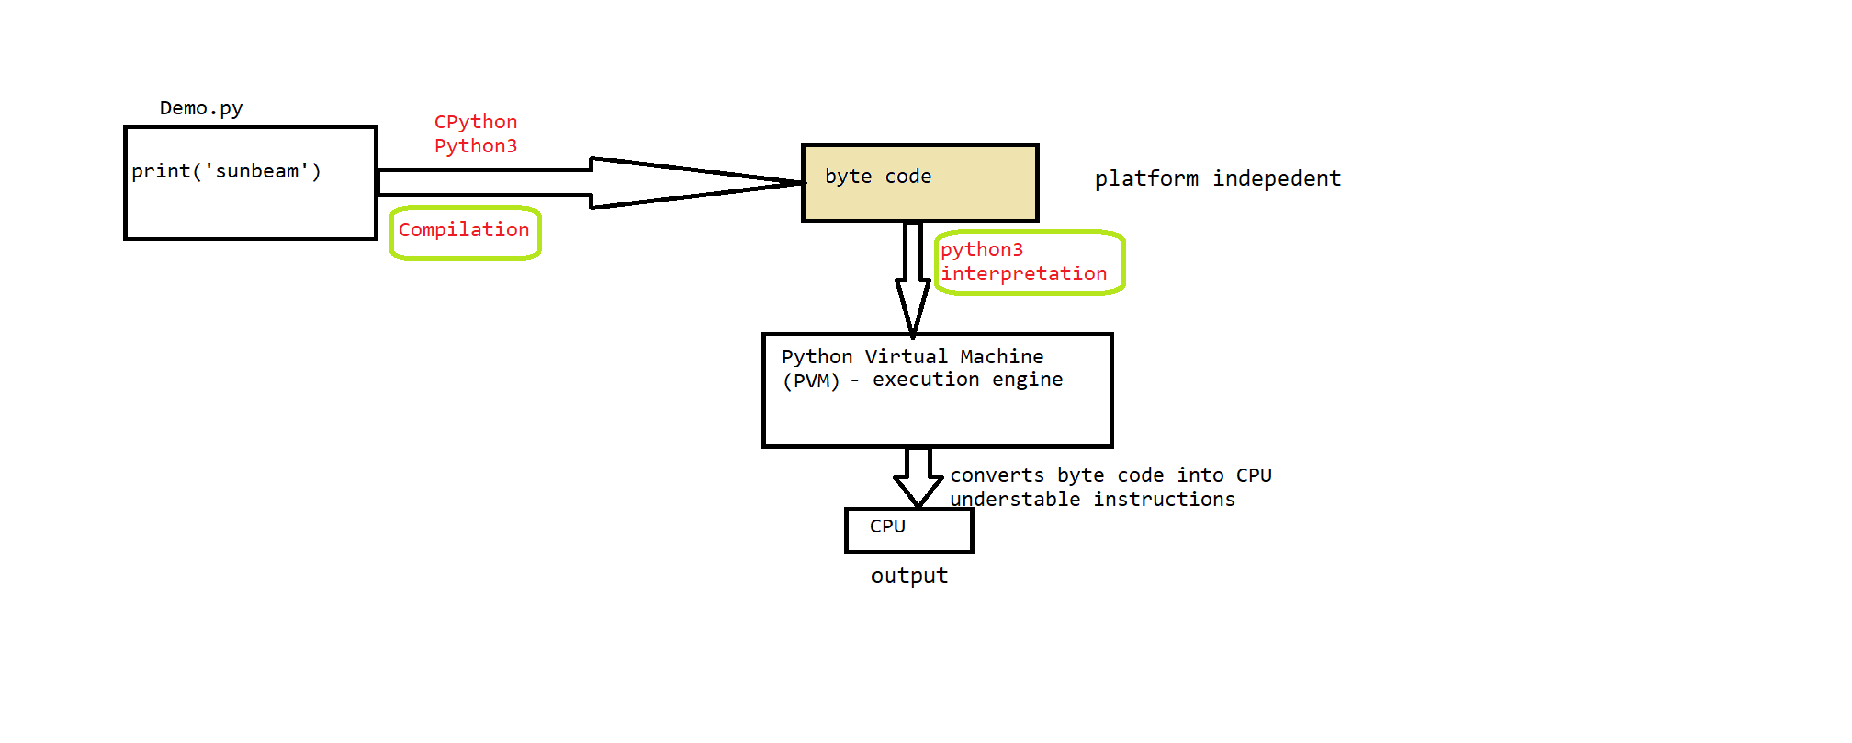 Demo.py
print('sunbeam')
CPython
Python3
Compilation
byte code
platform indepedent
python3
interpretation
Python Virtual Machine
(PVM) - execution engine
converts byte code into CPU
understable instructions
CPU
output